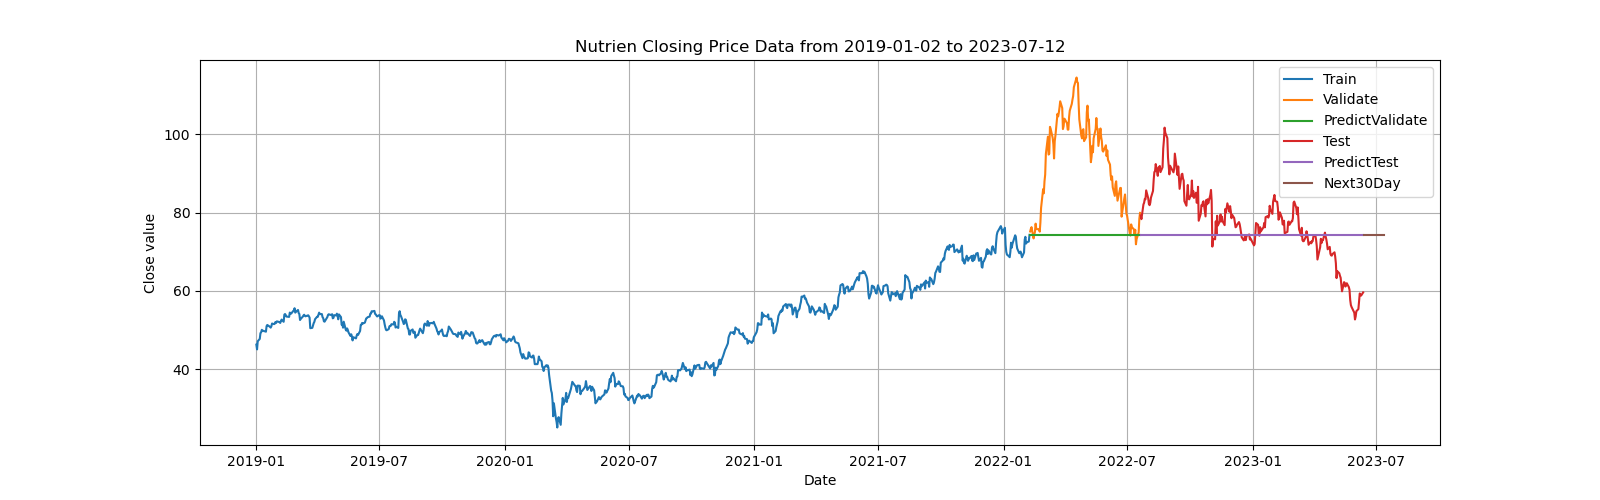 Nutrien Closing Price Data from 2019-01-02 to 2023-07-12
Train
Validate
PredictValidate
Test
PredictTest
Next30Day
Close value
100
80
60
40
2019-01 2019-07 2020-01 2020-07 2021-01 2021-07 2022-01 2022-07 2023-01 2023-07
Date